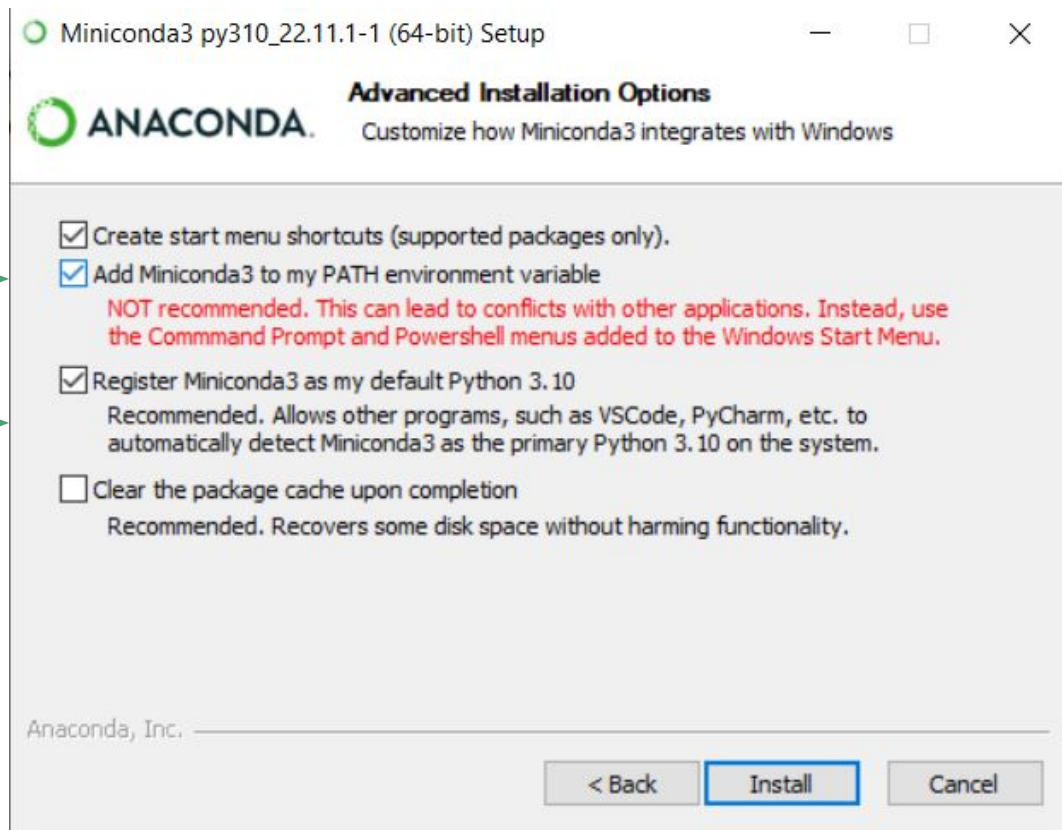 Miniconda3 py310_22.11.1-1 (64-bit) Setup
ANACONDA.
Advanced Installation Options
Customize how Miniconda3 integrates with Windows
Create start menu shortcuts (supported packages only).
Add Miniconda3 to my PATH environment variable
NOT recommended. This can lead to conflicts with other applications. Instead, use
the Commmand Prompt and Powershell menus added to the Windows Start Menu.
Register Miniconda3 as my default Python 3.10
Recommended. Allows other programs, such as VSCode, PyCharm, etc. to
automatically detect Miniconda3 as the primary Python 3.10 on the system.
Clear the package cache upon completion
Recommended. Recovers some disk space without harming functionality.
Anaconda, Inc.
< Back
Install
Cancel